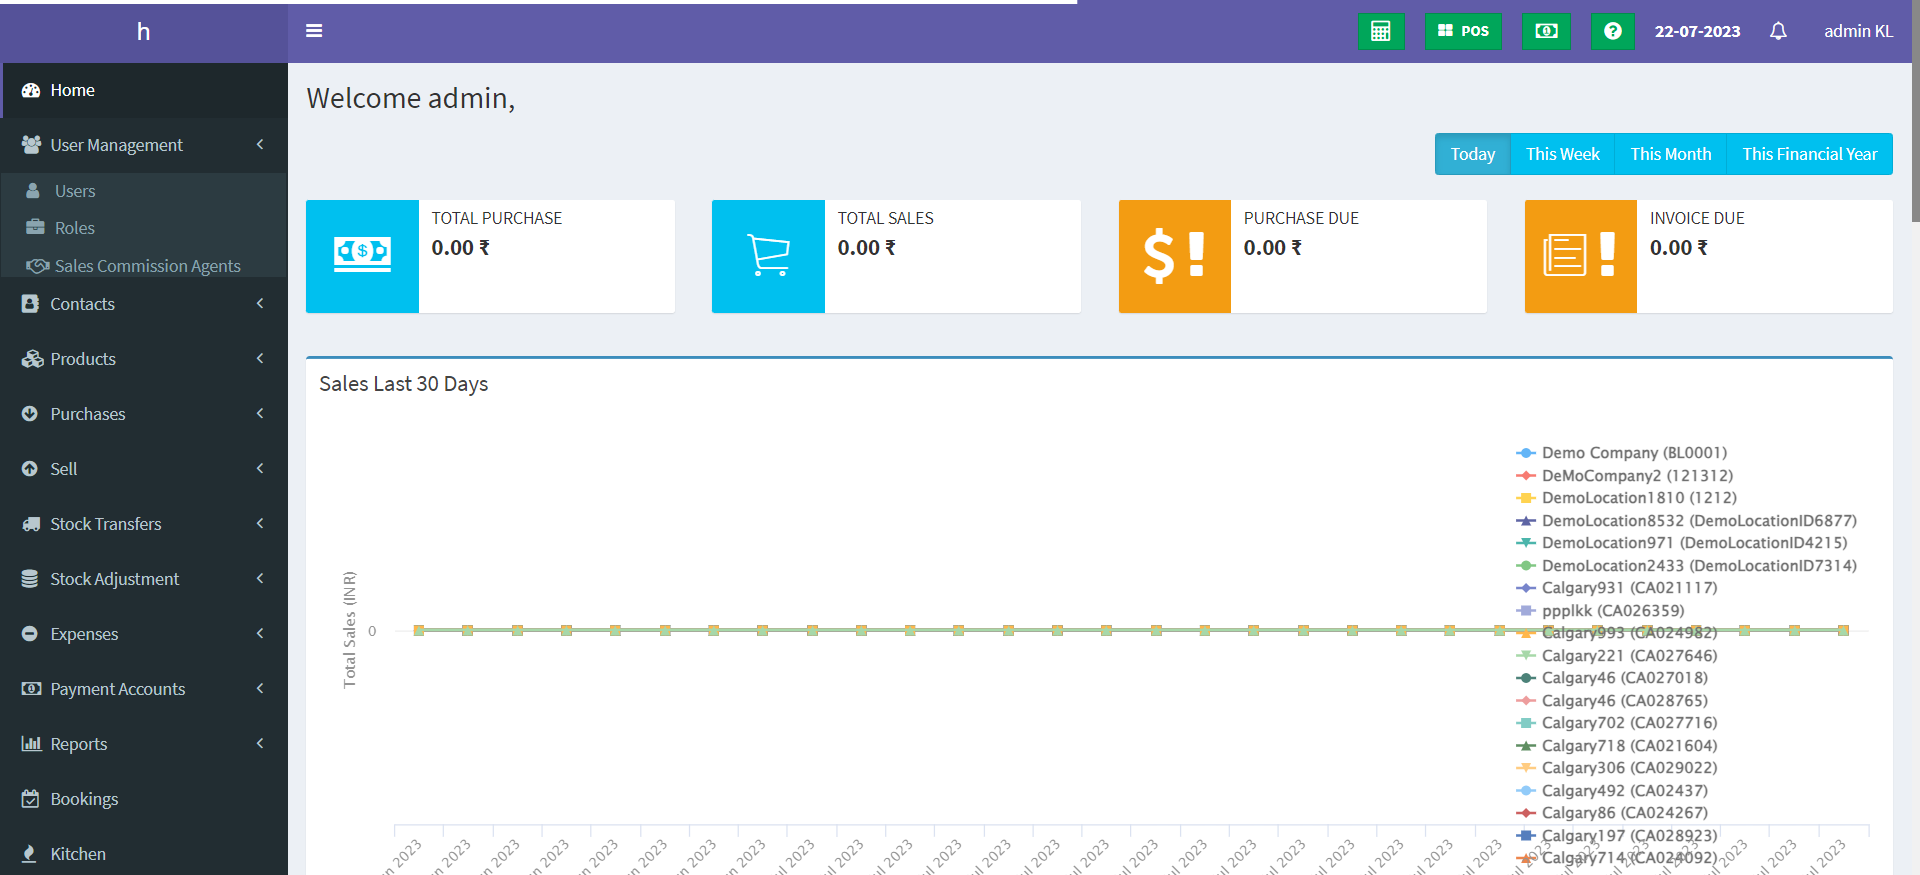 h
POS
22-07-2023
admin KL
Home
User Management
Users
Roles
Sales Commission Agents
Contacts
Products
Purchases
Sell
Stock Transfers
Stock Adjustment
Expenses
Payment Accounts
Reports
Bookings
Kitchen
Welcome admin,
Today
This Week
This Month
This Financial Year
TOTAL PURCHASE
0.00 ₹
TOTAL SALES
0.00 ₹
PURCHASE DUE
0.00 ₹
INVOICE DUE
0.00 ₹
Sales Last 30 Days
Total Sales (INR)
0
Demo Company (BL0001)
DeMoCompany2 (121312)
DemoLocation1810 (1212)
DemoLocation8532 (DemoLocationID6877)
DemoLocation971 (DemoLocationID4215)
DemoLocation2433 (DemoLocationID7314)
Calgary931 (CA021117)
ppplkk (CA026359)
Calgary993 (CA024982)
Calgary221 (CA027646)
Calgary46 (CA027018)
Calgary46 (CA028765)
Calgary702 (CA027716)
Calgary718 (CA021604)
Calgary306 (CA029022)
Calgary492 (CA02437)
Calgary86 (CA024267)
Calgary197 (CA028923)
Calgary714 (CA024092)